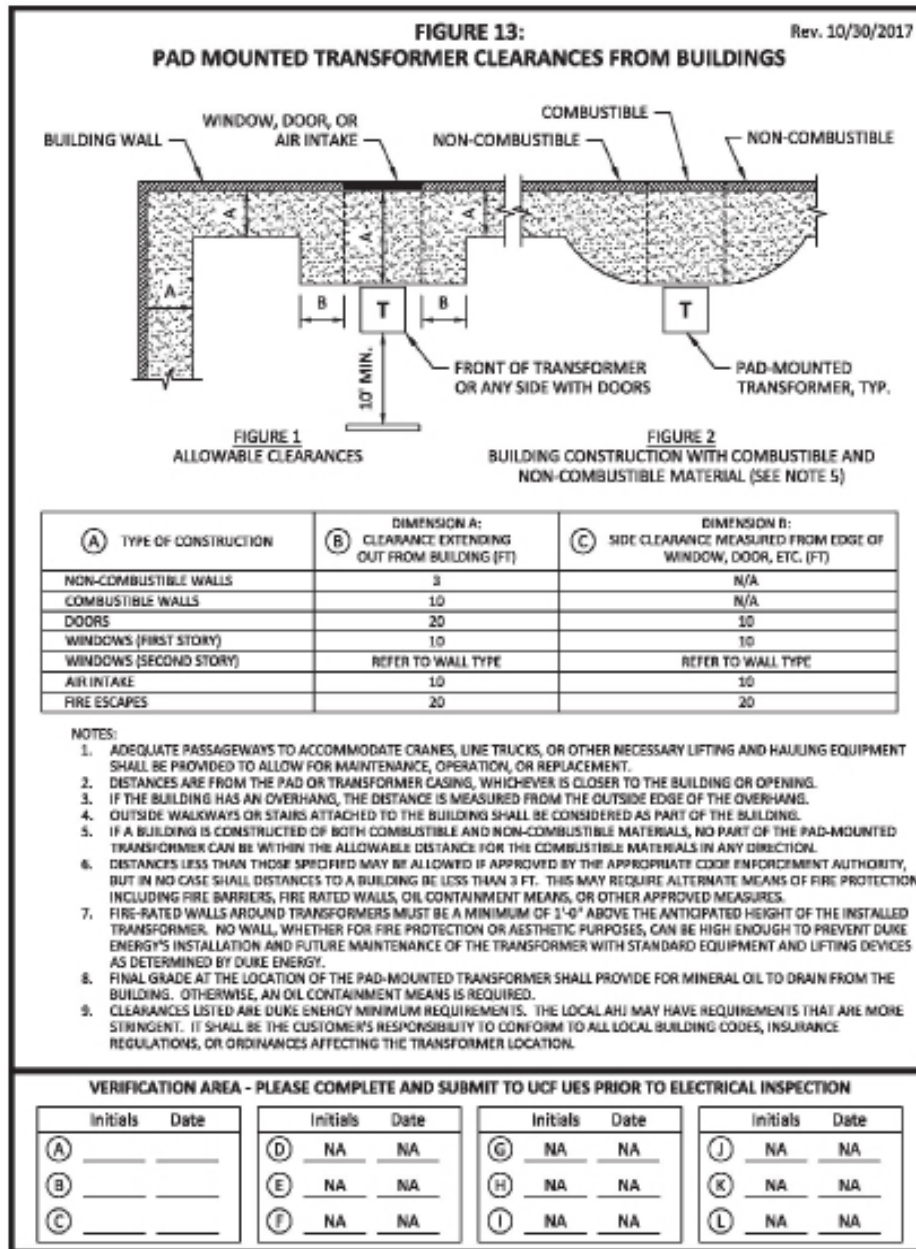 FIGURE 13:
Rev. 10/30/2017
PAD MOUNTED TRANSFORMER CLEARANCES FROM BUILDINGS
BUILDING WALL
WINDOW, DOOR, OR
AIR INTAKE
NON-COMBUSTIBLE
COMBUSTIBLE
NON-COMBUSTIBLE
A
A
A
A
B
T
B
T
10' MIN.
FRONT OF TRANSFORMER
OR ANY SIDE WITH DOORS
PAD-MOUNTED
TRANSFORMER, TYP.
FIGURE 1
ALLOWABLE CLEARANCES
FIGURE 2
BUILDING CONSTRUCTION WITH COMBUSTIBLE AND
NON-COMBUSTIBLE MATERIAL (SEE NOTE 5)
A TYPE OF CONSTRUCTION
B DIMENSION A:
CLEARANCE EXTENDING
OUT FROM BUILDING (FT)
C DIMENSION B:
SIDE CLEARANCE MEASURED FROM EDGE OF
WINDOW, DOOR, ETC. (FT)
NON-COMBUSTIBLE WALLS 3 N/A
COMBUSTIBLE WALLS 10 N/A
DOORS 20 10
WINDOWS (FIRST STORY) 10 10
WINDOWS (SECOND STORY) REFER TO WALL TYPE REFER TO WALL TYPE
AIR INTAKE 10 10
FIRE ESCAPES 20 20
NOTES:
1. ADEQUATE PASSAGEWAYS TO ACCOMMODATE CRANES, LINE TRUCKS, OR OTHER NECESSARY LIFTING AND HAULING EQUIPMENT
SHALL BE PROVIDED TO ALLOW FOR MAINTENANCE, OPERATION, OR REPLACEMENT.
2. DISTANCES ARE FROM THE PAD OR TRANSFORMER CASING, WHICHEVER IS CLOSER TO THE BUILDING OR OPENING.
3. IF THE BUILDING HAS AN OVERHANG, THE DISTANCE IS MEASURED FROM THE OUTSIDE EDGE OF THE OVERHANG.
4. OUTSIDE WALKWAYS OR STAIRS ATTACHED TO THE BUILDING SHALL BE CONSIDERED AS PART OF THE BUILDING.
5. IF A BUILDING IS CONSTRUCTED OF BOTH COMBUSTIBLE AND NON-COMBUSTIBLE MATERIALS, NO PART OF THE PAD-MOUNTED
TRANSFORMER CAN BE WITHIN THE ALLOWABLE DISTANCE FOR THE COMBUSTIBLE MATERIALS IN ANY DIRECTION.
6. DISTANCES LESS THAN THOSE SPECIFIED MAY BE ALLOWED IF APPROVED BY THE APPROPRIATE CODE ENFORCEMENT AUTHORITY,
BUT IN NO CASE SHALL DISTANCES TO A BUILDING BE LESS THAN 3 FT. THIS MAY REQUIRE ALTERNATE MEANS OF FIRE PROTECTION
INCLUDING FIRE BARRIERS, FIRE RATED WALLS, OIL CONTAINMENT MEANS, OR OTHER APPROVED MEASURES.
7. FIRE-RATED WALLS AROUND TRANSFORMERS MUST BE A MINIMUM OF 1'-0" ABOVE THE ANTICIPATED HEIGHT OF THE INSTALLED
TRANSFORMER. NO WALL, WHETHER FOR FIRE PROTECTION OR AESTHETIC PURPOSES, CAN BE HIGH ENOUGH TO PREVENT DUKE
ENERGY'S INSTALLATION AND FUTURE MAINTENANCE OF THE TRANSFORMER WITH STANDARD EQUIPMENT AND LIFTING DEVICES
AS DETERMINED BY DUKE ENERGY.
8. FINAL GRADE AT THE LOCATION OF THE PAD-MOUNTED TRANSFORMER SHALL PROVIDE FOR MINERAL OIL TO DRAIN FROM THE
BUILDING. OTHERWISE, AN OIL CONTAINMENT MEANS IS REQUIRED.
9. CLEARANCES LISTED ARE DUKE ENERGY MINIMUM REQUIREMENTS. THE LOCAL AHJ MAY HAVE REQUIREMENTS THAT ARE MORE
STRINGENT. IT SHALL BE THE CUSTOMER'S RESPONSIBILITY TO CONFORM TO ALL LOCAL BUILDING CODES, INSURANCE
REGULATIONS, OR ORDINANCES AFFECTING THE TRANSFORMER LOCATION.
VERIFICATION AREA - PLEASE COMPLETE AND SUBMIT TO UCF UES PRIOR TO ELECTRICAL INSPECTION
Initials Date Initials Date Initials Date Initials Date
A D NA NA G NA NA J NA NA
B E NA NA H NA NA K NA NA
C F NA NA I NA NA L NA NA